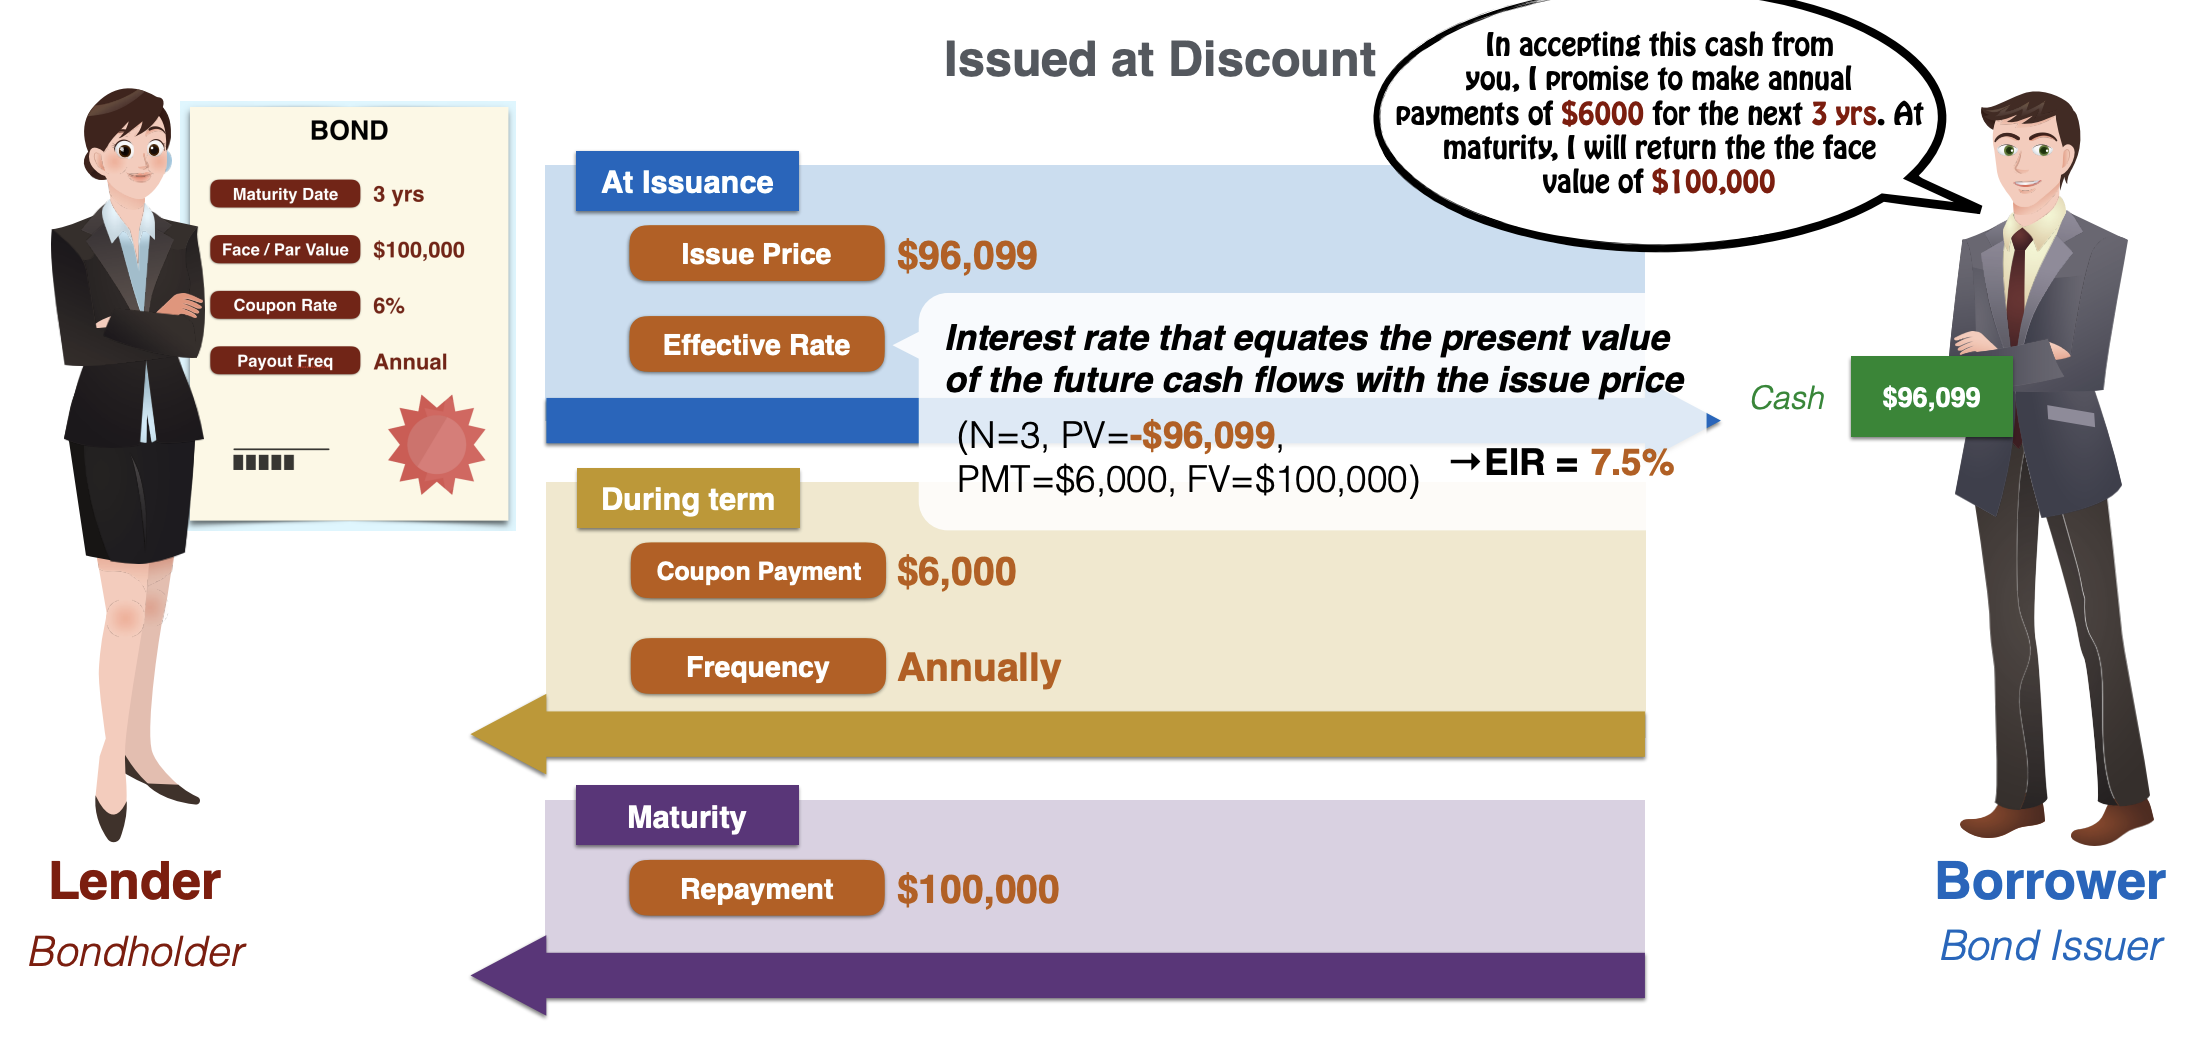 Issued at Discount
In accepting this cash from
you, I promise to make annual
payments of $6000 for the next 3 yrs. At
maturity, I will return the the face
value of $100,000
BOND
Maturity Date 3 yrs
Face / Par Value $100,000
Coupon Rate 6%
Payout Freq Annual
At Issuance
Issue Price $96,099
Effective Rate
Interest rate that equates the present value
of the future cash flows with the issue price
(N=3, PV=-$96,099,
PMT=$6,000, FV=$100,000)
→EIR = 7.5%
Cash $96,099
During term
Coupon Payment $6,000
Frequency Annually
Maturity
Repayment $100,000
Lender
Bondholder
Borrower
Bond Issuer